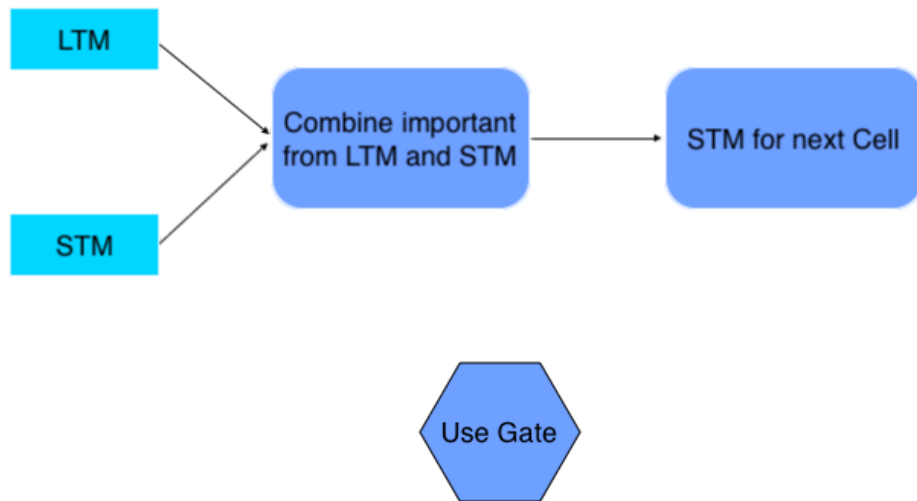 LTM
Combine important
from LTM and STM
STM for next Cell
STM
Use Gate